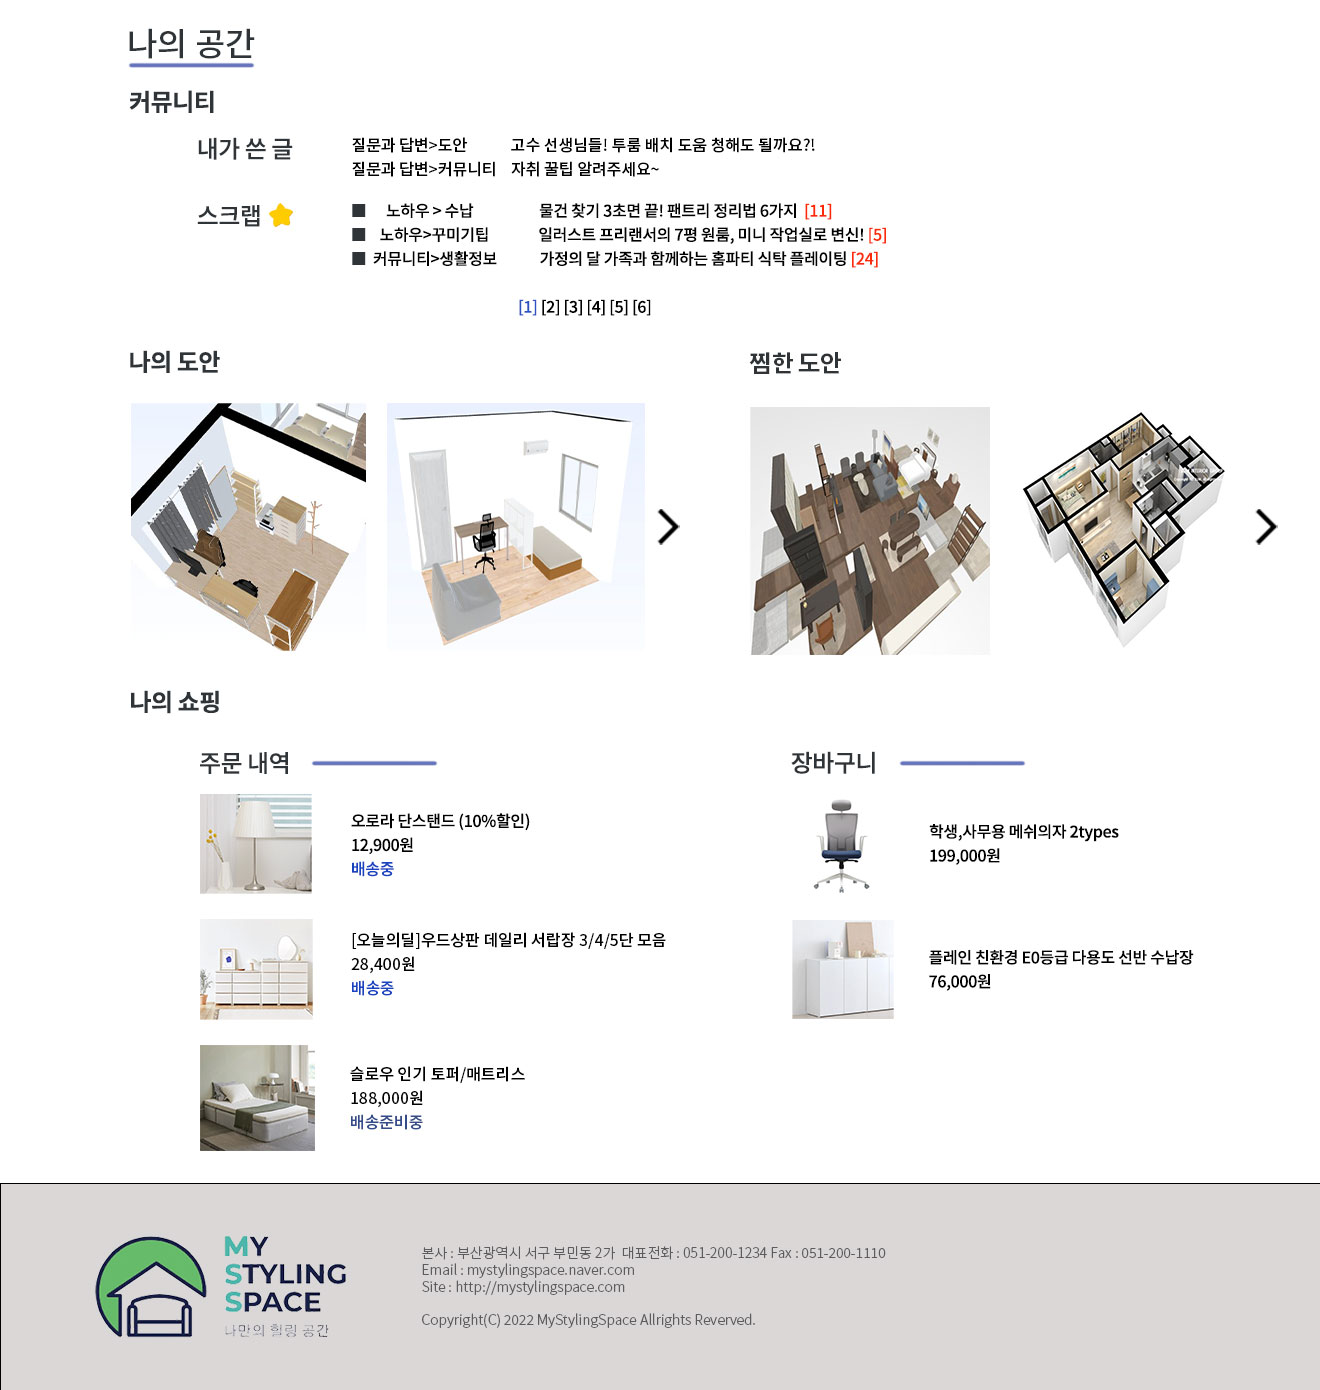 나의 공간
커뮤니티
내가 쓴 글
질문과 답변>도안 고수 선생님들! 투룸 배치 도움 청해도 될까요?!
질문과 답변>커뮤니티 자취 꿀팁 알려주세요~
스크랩
■ 노하우 > 수납 물건 찾기 3초면 끝! 팬트리 정리법 6가지 [11]
■ 노하우>꾸미기팁 일러스트 프리랜서의 7평 원룸, 미니 작업실로 변신! [5]
■ 커뮤니티>생활정보 가정의 달 가족과 함께하는 홈파티 식탁 플레이팅 [24]
[1] [2] [3] [4] [5] [6]
나의 도안
찜한 도안
나의 쇼핑
주문 내역
오로라 단스탠드 (10%할인)
12,900원
배송중
[오늘의딜]우드상판 데일리 서랍장 3/4/5단 모음
28,400원
배송중
슬로우 인기 토퍼/매트리스
188,000원
배송준비중
장바구니
학생,사무용 메쉬의자 2types
199,000원
플레인 친환경 E0등급 다용도 선반 수납장
76,000원
MY
STYLING
SPACE
나만의 힐링 공간
본사 : 부산광역시 서구 부민동 2가 대표전화 : 051-200-1234 Fax : 051-200-1110
Email : mystylingspace.naver.com
Site : http://mystylingspace.com
Copyright(C) 2022 MyStylingSpace Allrights Reverved.